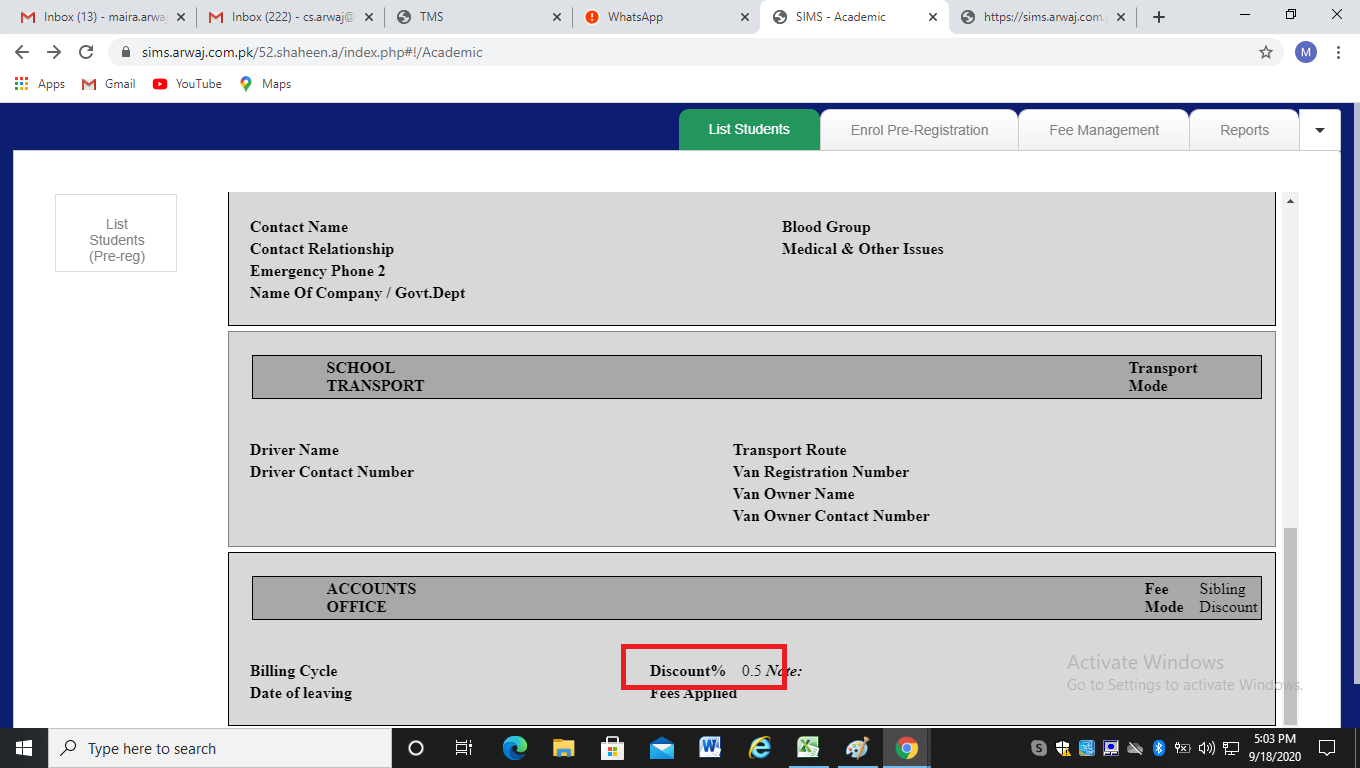 Inbox (13) - maira.arwaj
Inbox (222) - cs.arwaj@
TMS
WhatsApp
SIMS - Academic
https://sims.arwaj.com.p
sims.arwaj.com.pk/52.shaheen.a/index.php#!/Academic
M
Apps
Gmail
YouTube
Maps
List Students
Enrol Pre-Registration
Fee Management
Reports
List
Students
(Pre-reg)
Contact Name
Blood Group
Contact Relationship
Medical & Other Issues
Emergency Phone 2
Name Of Company / Govt.Dept
SCHOOL
TRANSPORT
Transport
Mode
Driver Name
Transport Route
Driver Contact Number
Van Registration Number
Van Owner Name
Van Owner Contact Number
ACCOUNTS
OFFICE
Fee
Mode
Sibling
Discount
Billing Cycle
Discount% 0.5 Note:
Date of leaving
Fees Applied
Activate Windows
Go to Settings to activate Windows.
Type here to search
5:03 PM
9/18/2020